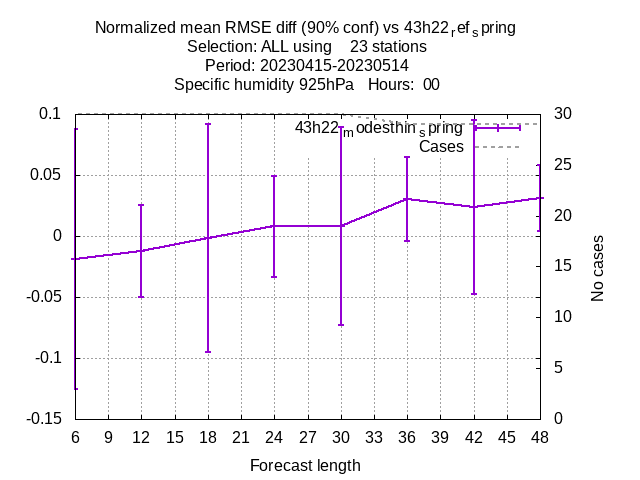 Normalized mean RMSE diff (90% conf) vs 43h22refspring
Selection: ALL using 23 stations
Period: 20230415-20230514
Specific humidity 925hPa Hours: 00
43h22modesthinspring
Cases
0.1
0.05
0
-0.05
-0.1
-0.15
30
25
20
15
10
5
0
No cases
6 9 12 15 18 21 24 27 30 33 36 39 42 45 48
Forecast length